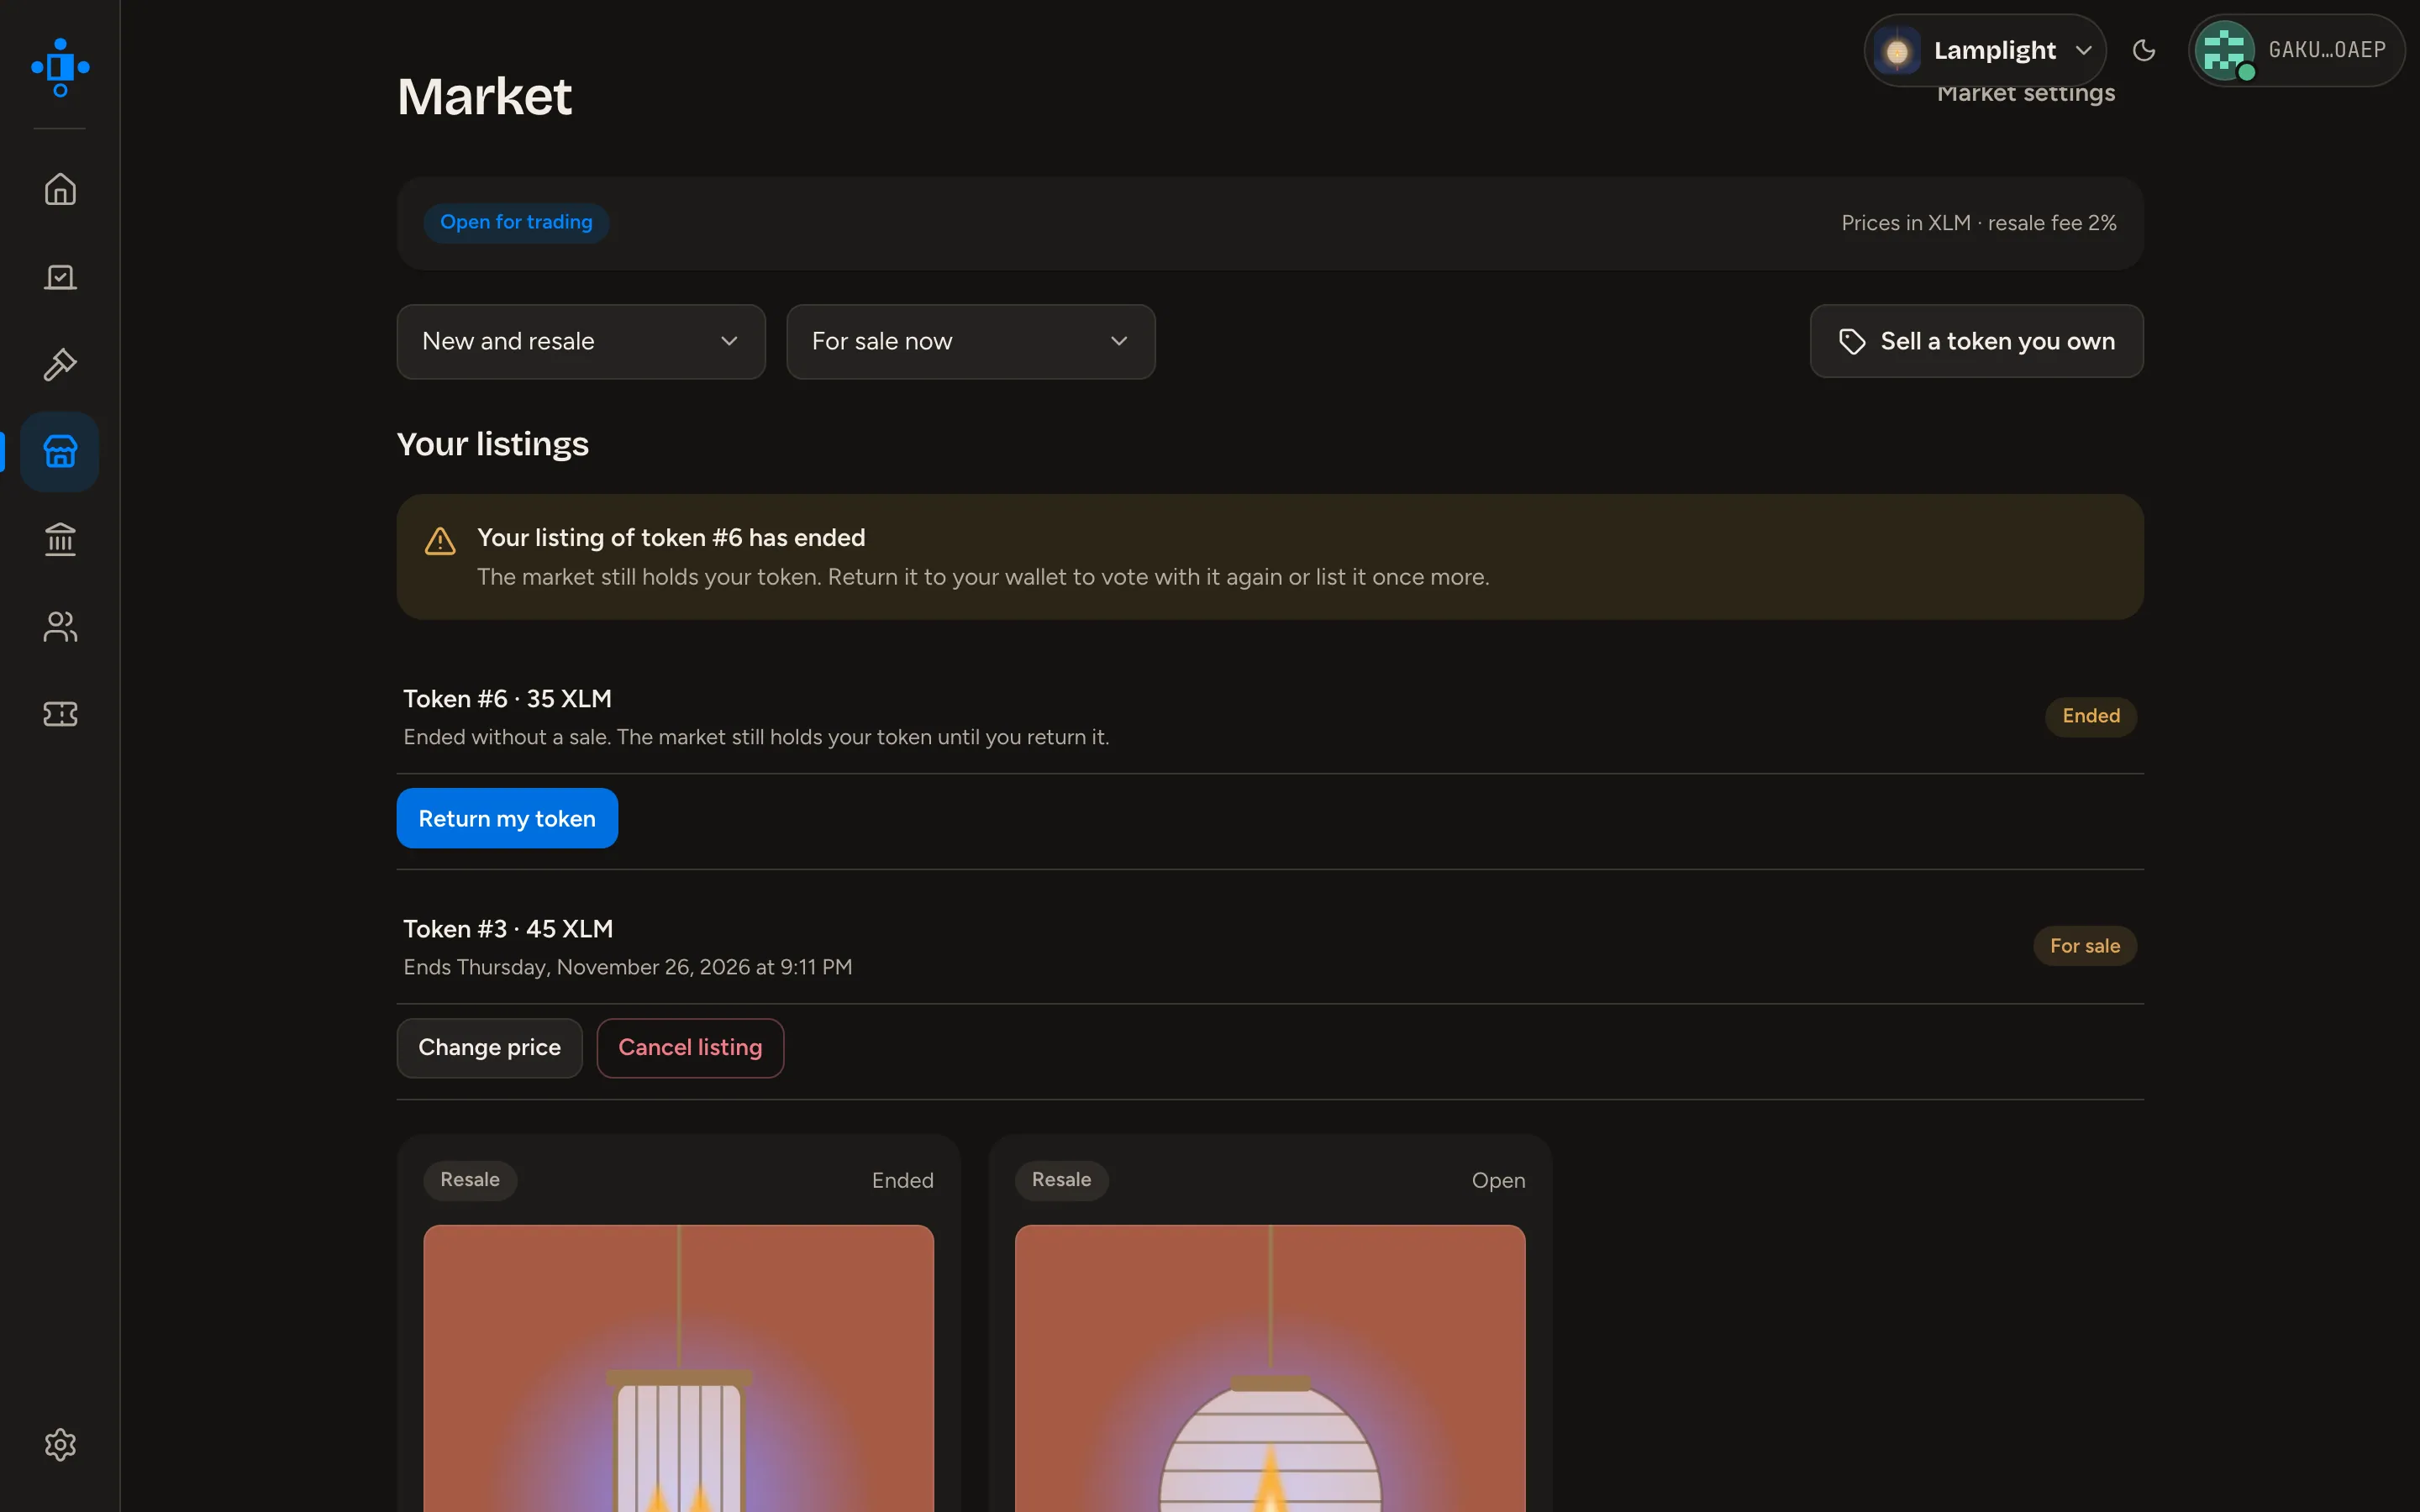 Lamplight
GAKU...OAEP
Market
Market settings
Open for trading
Prices in XLM · resale fee 2%
New and resale
For sale now
Sell a token you own
Your listings
Your listing of token #6 has ended
The market still holds your token. Return it to your wallet to vote with it again or list it once more.
Token #6 · 35 XLM
Ended without a sale. The market still holds your token until you return it.
Ended
Return my token
Token #3 · 45 XLM
Ends Thursday, November 26, 2026 at 9:11 PM
For sale
Change price
Cancel listing
Resale
Ended
Resale
Open